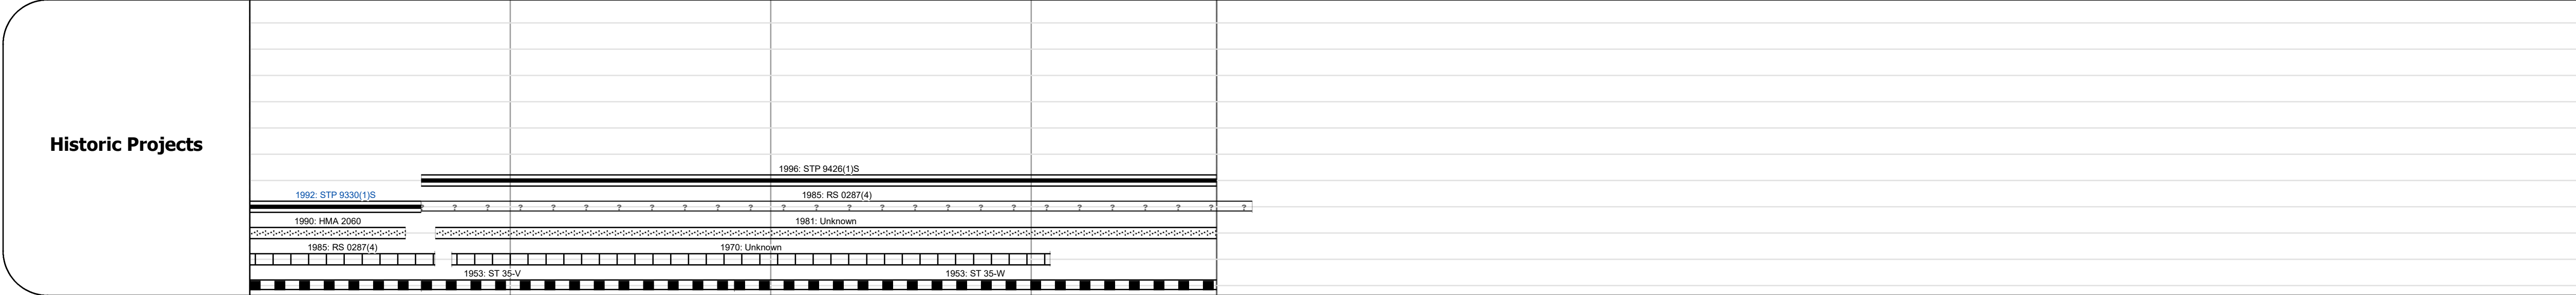 Historic Projects
1996: STP 9426(1)S
1992: STP 9330(1)S
1985: RS 0287(4)
? ? ? ? ? ? ? ? ? ? ? ? ? ? ? ? ? ? ? ? ? ? ? ? ? ?
1990: HMA 2060
1981: Unknown
1985: RS 0287(4)
1970: Unknown
1953: ST 35-V
1953: ST 35-W